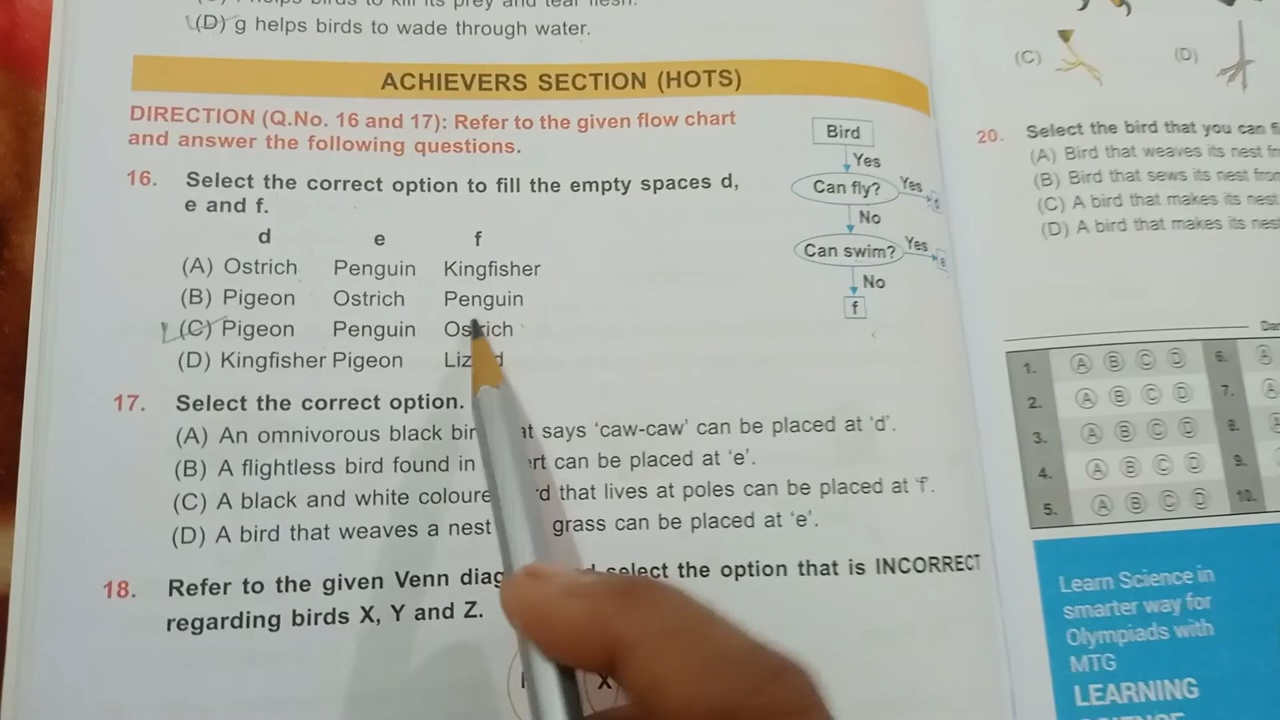 (D) g helps birds to wade through water.
ACHIEVERS SECTION (HOTS)
DIRECTION (Q.No. 16 and 17): Refer to the given flow chart
and answer the following questions.
16. Select the correct option to fill the empty spaces d,
e and f.
d e f
(A) Ostrich Penguin Kingfisher
(B) Pigeon Ostrich Penguin
(C) Pigeon Penguin Ostrich
(D) Kingfisher Pigeon
Bird
Yes
Can fly? Yes d
No
Can swim? Yes e
No
f
17. Select the correct option.
(A) An omnivorous black says ‘caw-caw’ can be placed at ‘d’.
(B) A flightless bird found in can be placed at ‘e’.
(C) A black and white that lives at poles can be placed at ‘f’.
(D) A bird that weaves a nest grass can be placed at ‘e’.
18. Refer to the given Venn select the option that is INCORRECT
regarding birds X, Y and Z.
X
(C) (D)
20. Select the bird that you can
(A) Bird that weaves its nest
(B) Bird that sews its nest
(C) A bird that makes its nest
(D) A bird that makes its
1. A B C D 6. A
2. A B C D 7. A
3. A B C D 8.
4. A B C D 9.
5. A B C D 10.
Learn Science in
smarter way for
Olympiads with
MTG
LEARNING